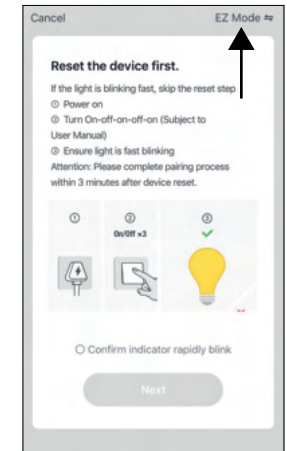 Cancel EZ Mode ⇋
Reset the device first.
If the light is blinking fast, skip the reset step
① Power on
② Turn On-off-on-off-on (Subject to
User Manual)
③ Ensure light is fast blinking
Attention: Please complete pairing process
within 3 minutes after device reset.
① ② ③
On/Off ×3
Confirm indicator rapidly blink
Next